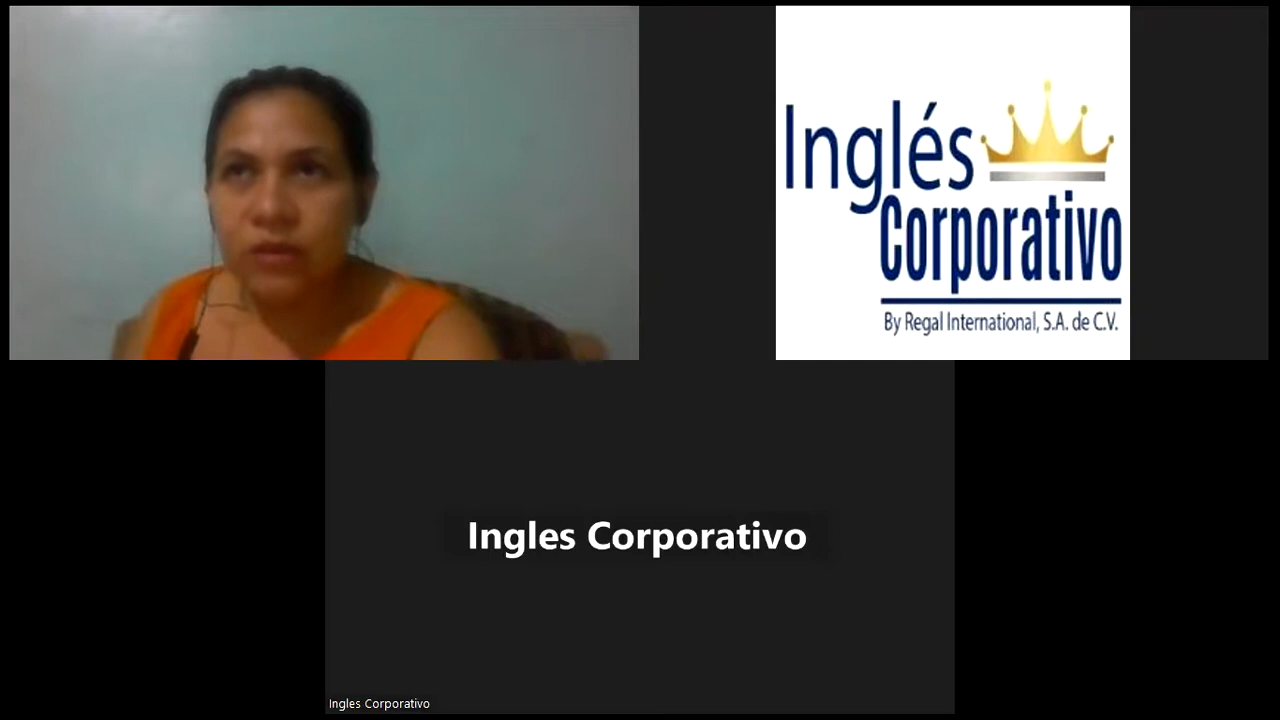 Inglés
Corporativo
By Regal International, S.A. de C.V.
Ingles Corporativo
Ingles Corporativo